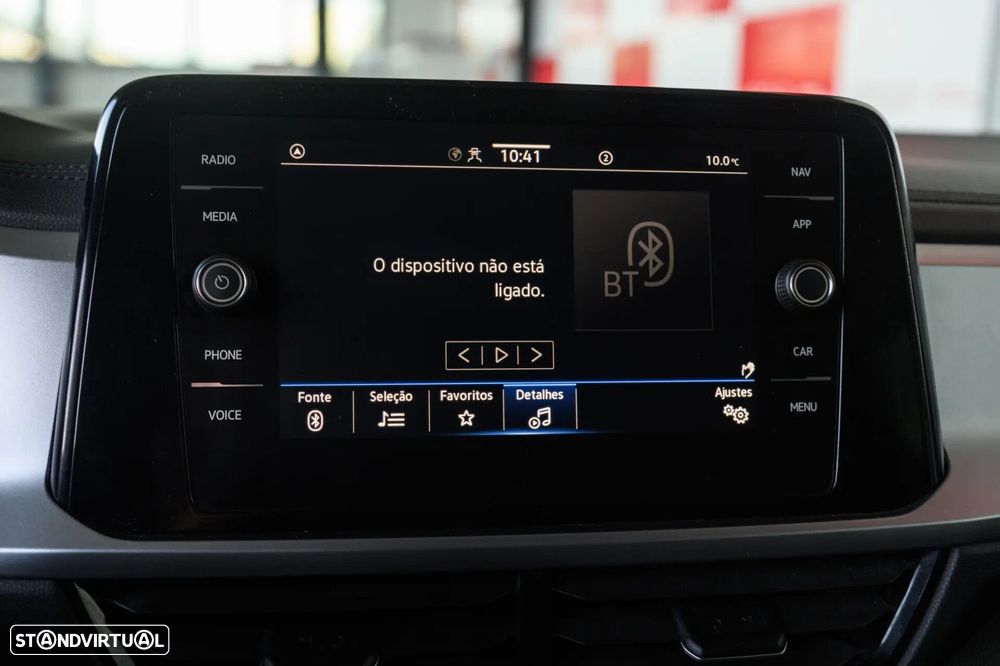 RADIO
MEDIA
PHONE
VOICE
10:41
2
10.0°C
O dispositivo não está
ligado.
BT
Fonte
Seleção
Favoritos
Detalhes
Ajustes
NAV
APP
CAR
MENU
STANDVIRTUAL